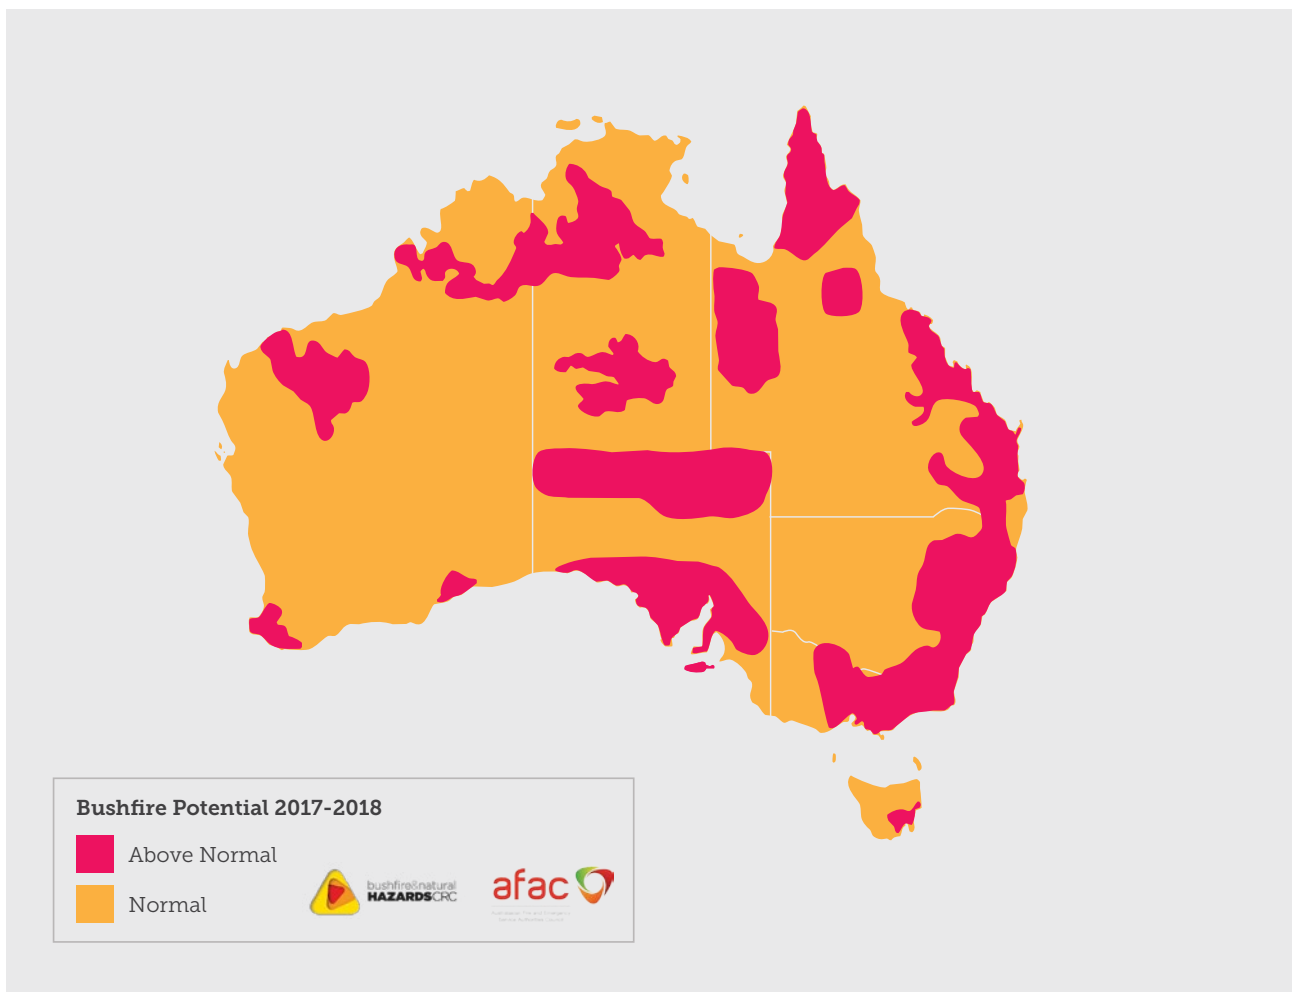 Bushfire Potential 2017-2018
Above Normal
Normal
bushfire&natural
HAZARDSCRC
afac